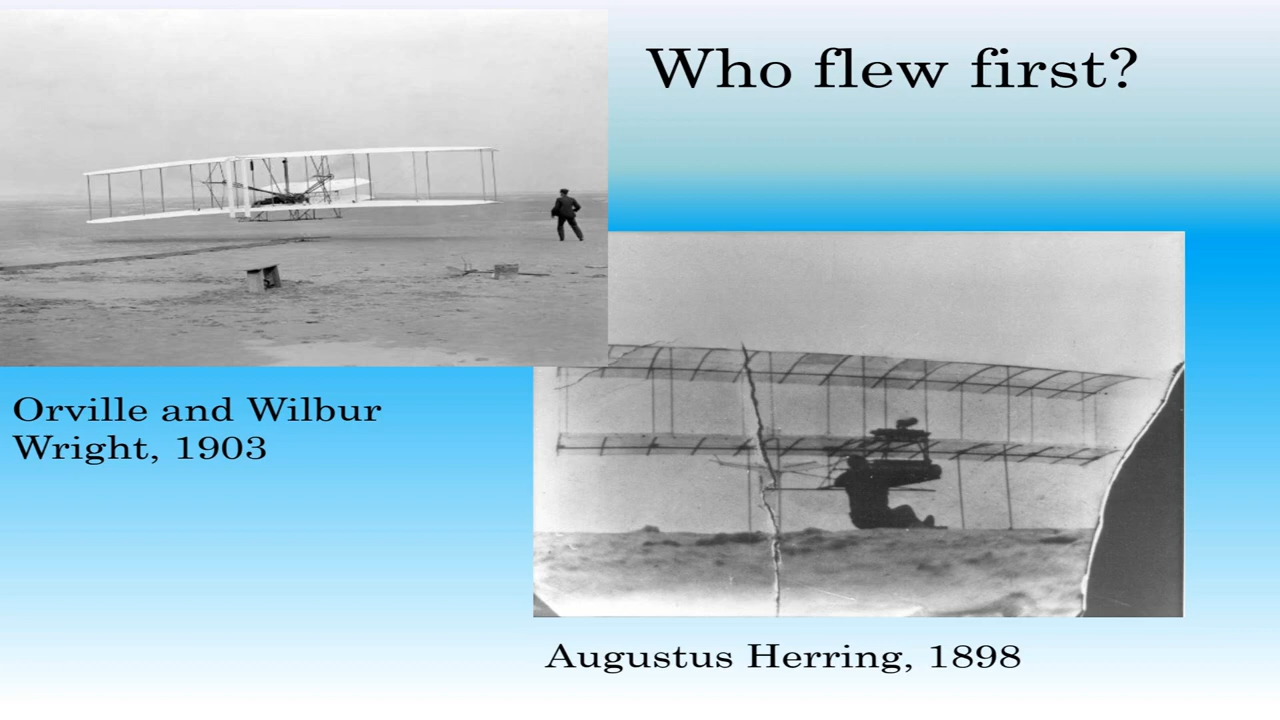 Who flew first?
Orville and Wilbur
Wright, 1903
Augustus Herring, 1898